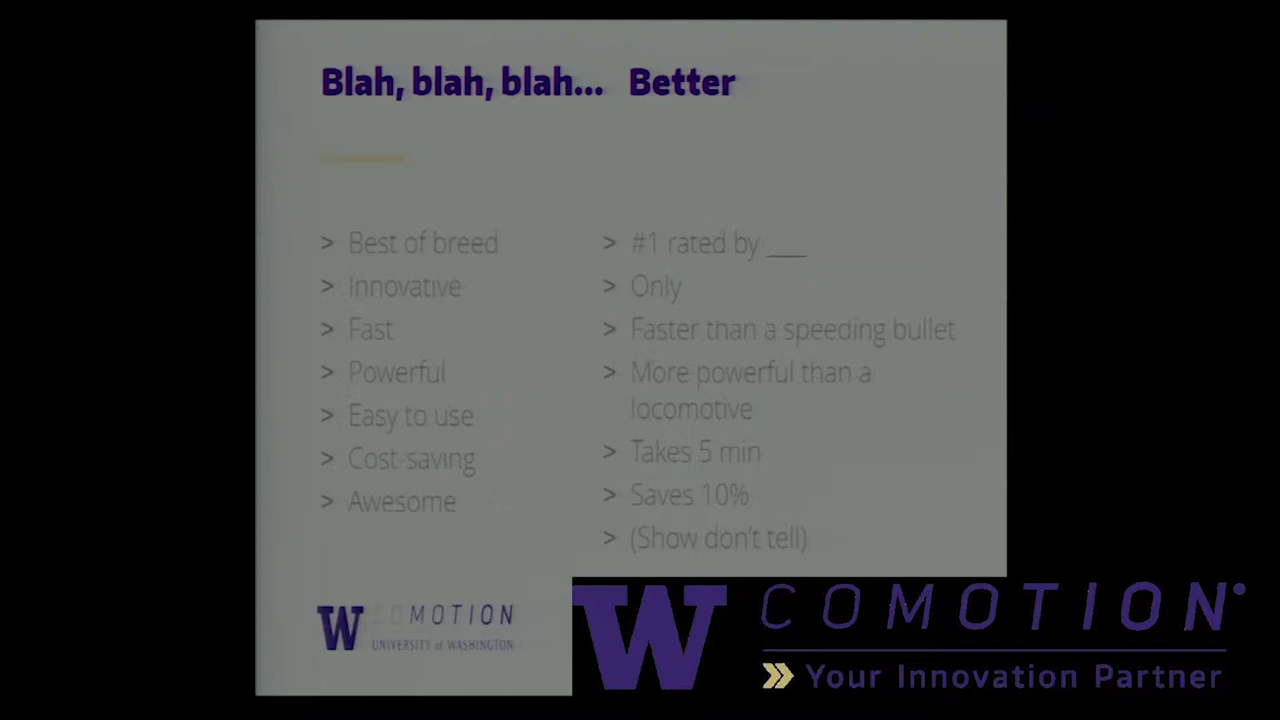 Blah, blah, blah... Better
> Best of breed
> Innovative
> Fast
> Powerful
> Easy to use
> Cost-saving
> Awesome
> #1 rated by ___
> Only
> Faster than a speeding bullet
> More powerful than a
locomotive
> Takes 5 min
> Saves 10%
> (Show don't tell)
W COMOTION
UNIVERSITY of WASHINGTON
W COMOTION
Your Innovation Partner